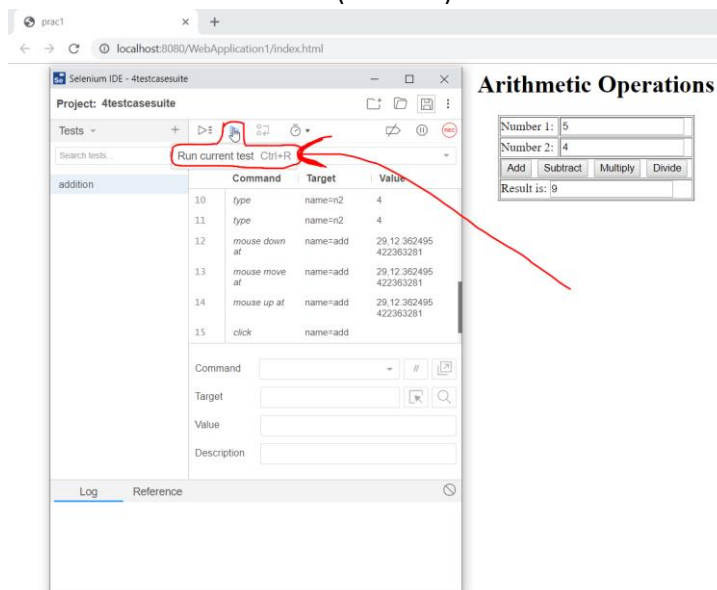 prac1
localhost:8080/WebApplication1/index.html
Selenium IDE - 4testcasesuite
Project: 4testcasesuite
Tests
REC
Search tests...
Run current test Ctrl+R
addition
Command Target Value
10 type name=n2 4
11 type name=n2 4
12 mouse down at name=add 29,12.362495422363281
13 mouse move at name=add 29,12.362495422363281
14 mouse up at name=add 29,12.362495422363281
15 click name=add
Command //
Target
Value
Description
Log Reference
Arithmetic Operations
Number 1: 5
Number 2: 4
Add Subtract Multiply Divide
Result is: 9